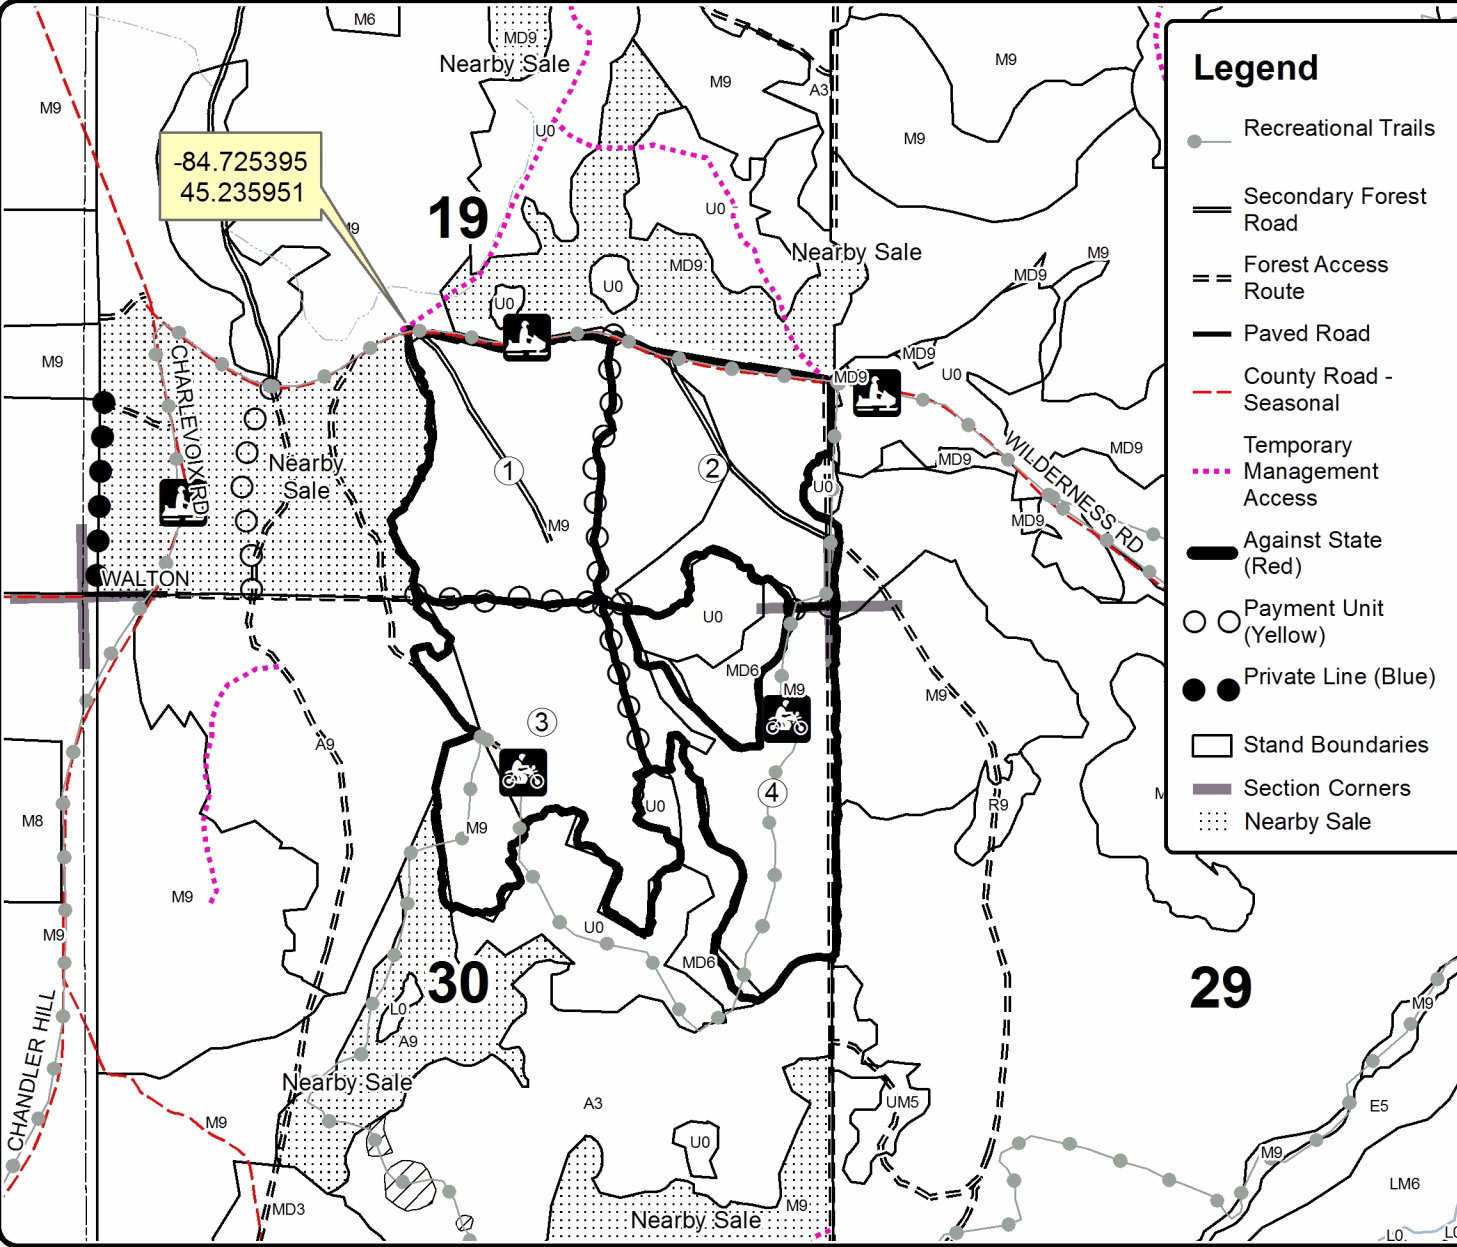 M6
MD9
Nearby Sale
M9
M9
A3
M9
M9
M9
U0
-84.725395
45.235951
M9
19
U0
Nearby Sale
MD9
M9
MD9
U0
U0
M9
MD9
MD9
U0
CHARLEVOIX RD
Nearby
Sale
1
2
U0
M9
WILDERNESS RD
MD9
MD9
MD9
WALTON
U0
MD6
M9
M9
3
A9
4
U0
M9
R9
M
M8
M9
M9
U0
MD6
30
29
L0
A9
Nearby Sale
CHANDLER HILL
M9
A3
U0
UM5
M9
E5
M9
LM6
MD3
M9
Nearby Sale
L0
L0
Legend
Recreational Trails
Secondary Forest
Road
Forest Access
Route
Paved Road
County Road -
Seasonal
Temporary
Management
Access
Against State
(Red)
Payment Unit
(Yellow)
Private Line (Blue)
Stand Boundaries
Section Corners
Nearby Sale